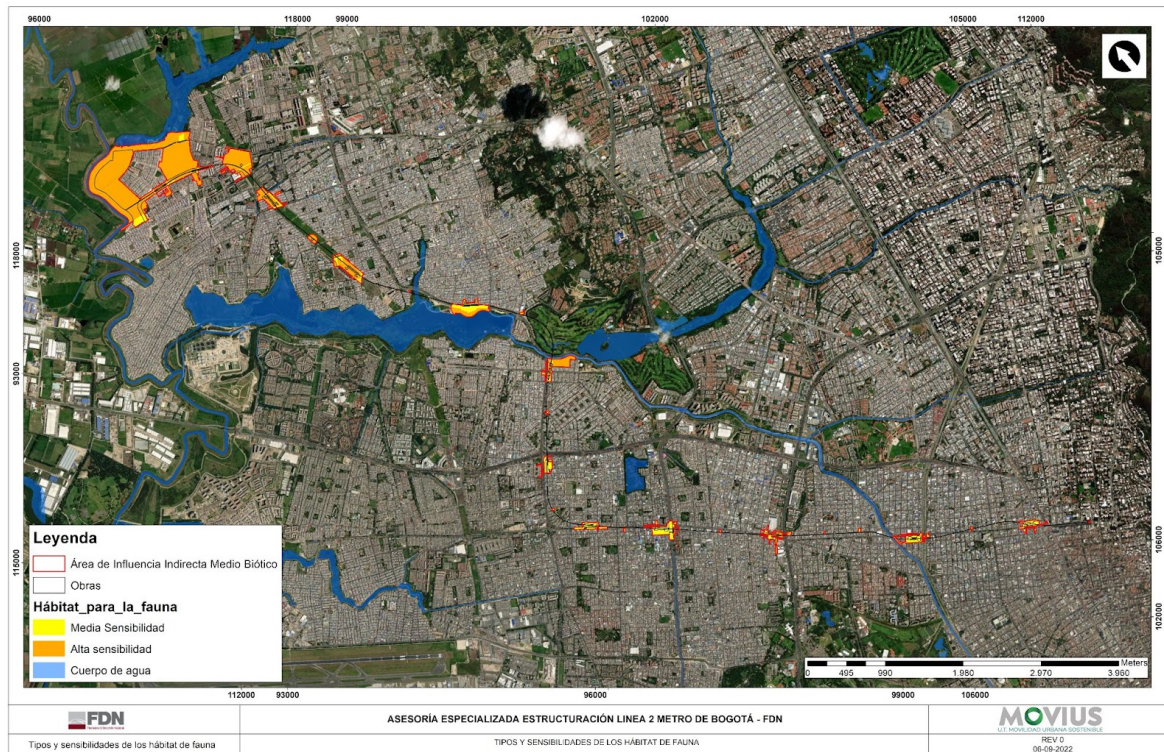 96000 118000 99000 102000 105000 112000
118000
93000
115000
105000
106000
102000
Leyenda
Área de Influencia Indirecta Medio Biótico
Obras
Hábitat_para_la_fauna
Media Sensibilidad
Alta sensibilidad
Cuerpo de agua
Meters
0 495 990 1.980 2.970 3.960
112000 93000 96000 99000 106000
FDN
ASESORÍA ESPECIALIZADA ESTRUCTURACIÓN LINEA 2 METRO DE BOGOTÁ - FDN
MOVIUS
U.T. MOVILIDAD URBANA SOSTENIBLE
Tipos y sensibilidades de los hábitat de fauna
TIPOS Y SENSIBILIDADES DE LOS HÁBITAT DE FAUNA
REV 0
06-09-2022